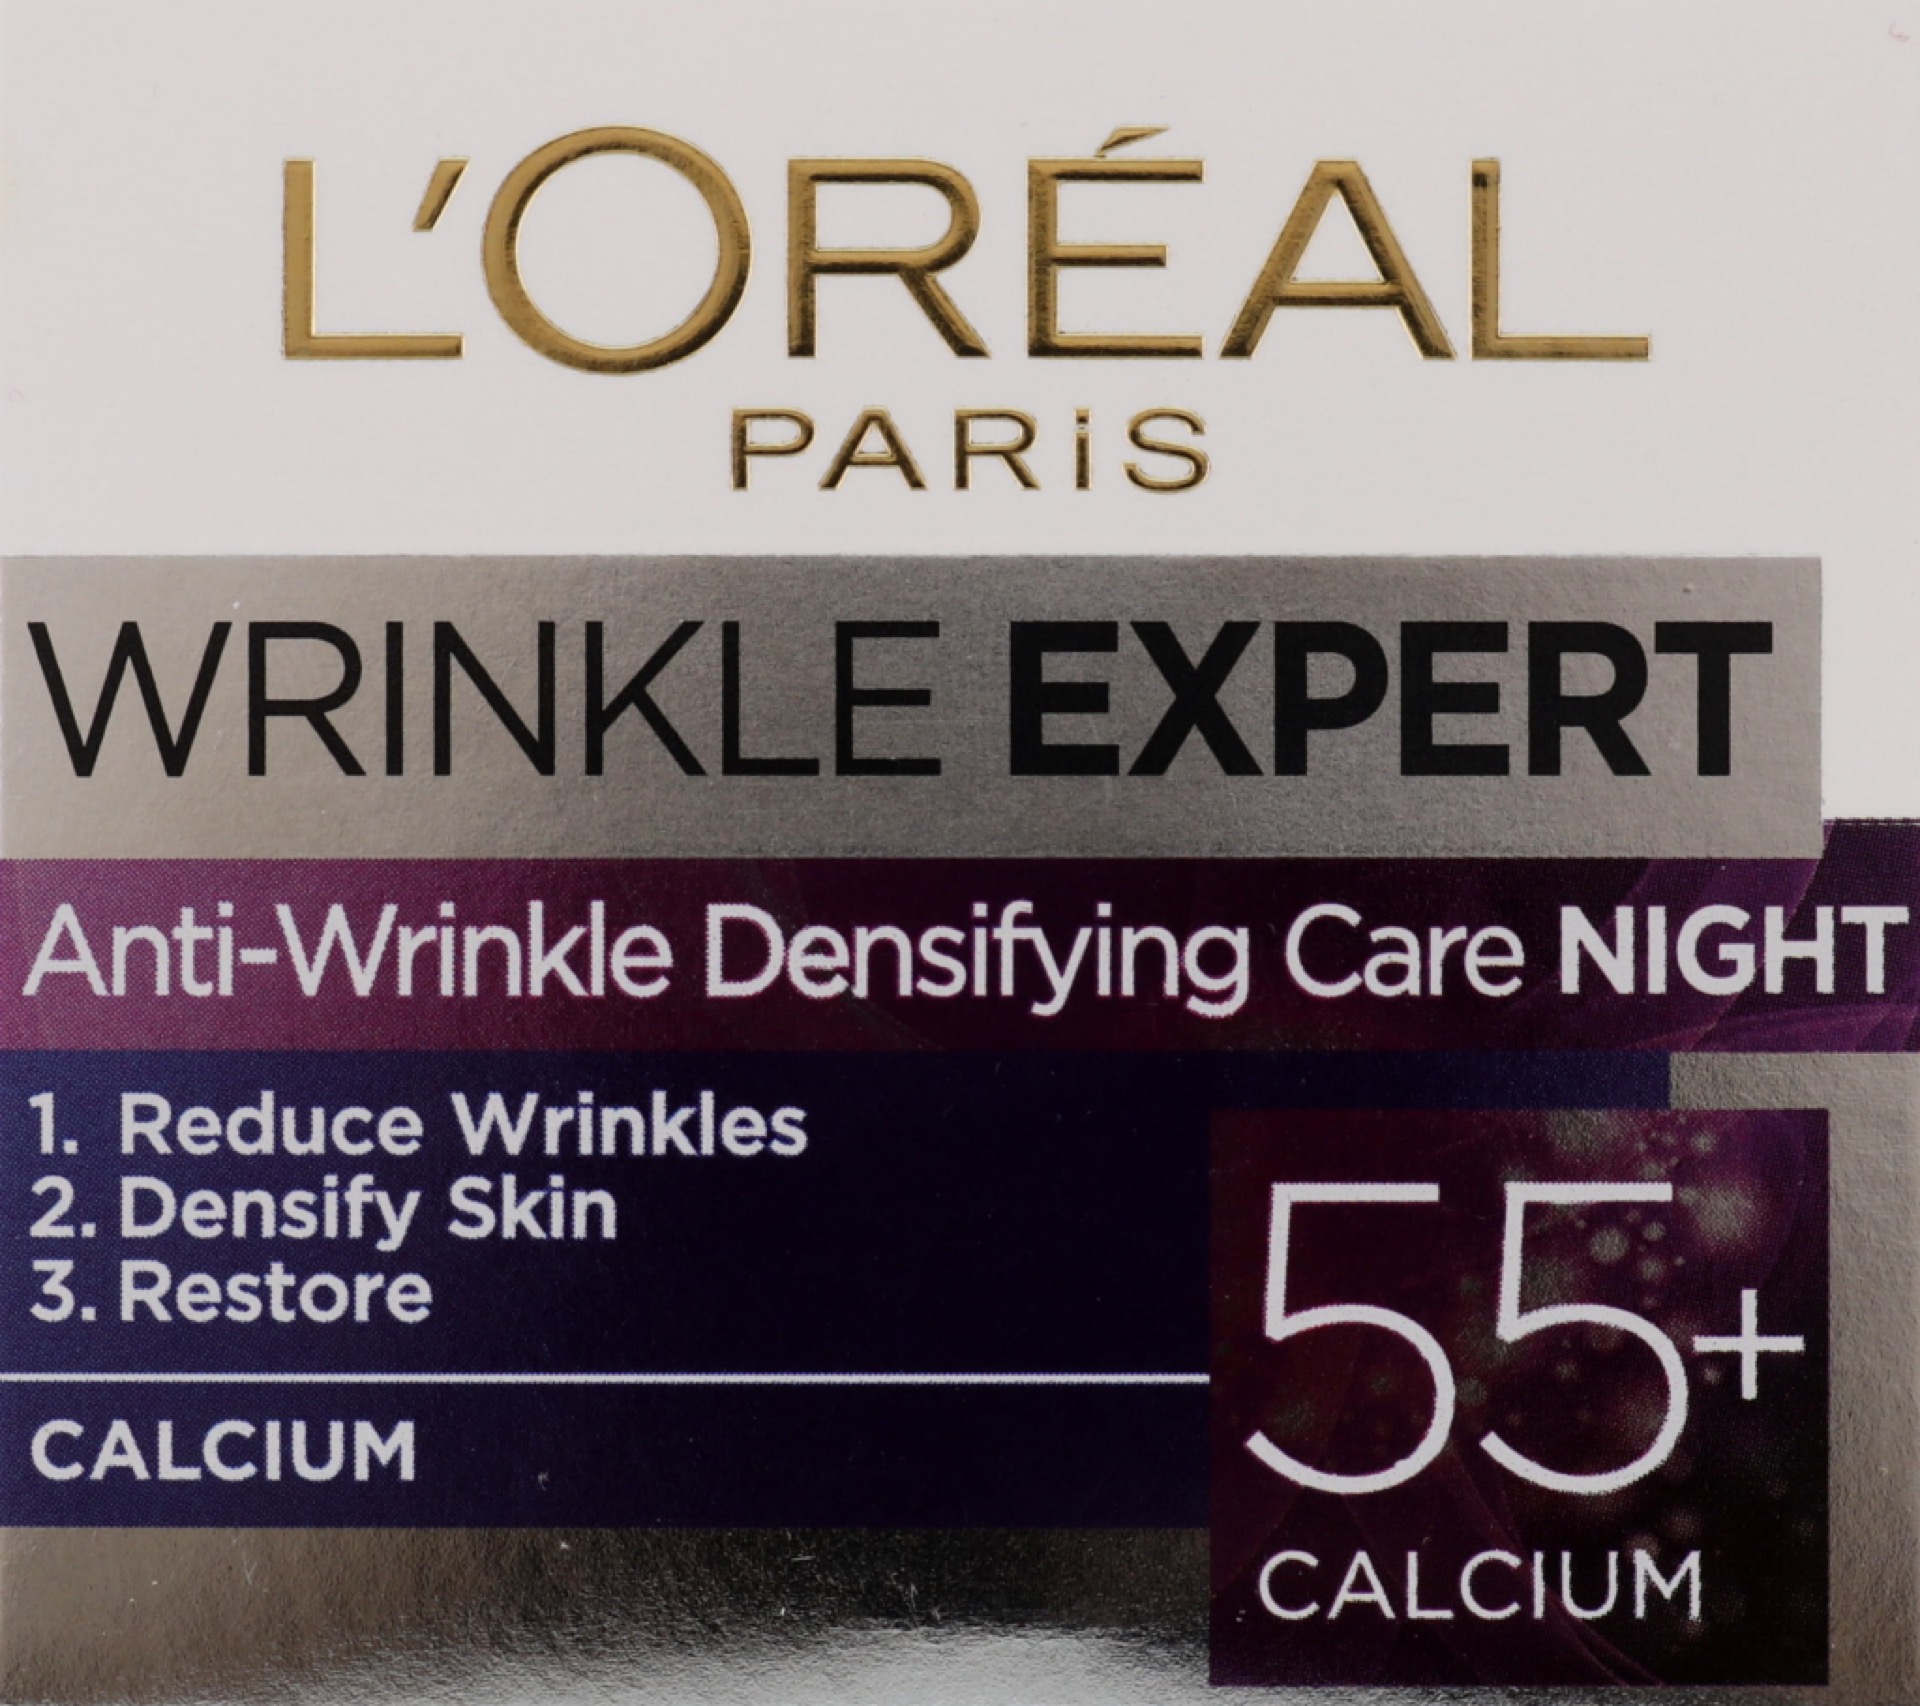 L'ORÉAL
PARiS
WRINKLE EXPERT
Anti-Wrinkle Densifying Care NIGHT
1. Reduce Wrinkles
2. Densify Skin
3. Restore
CALCIUM
55+
CALCIUM